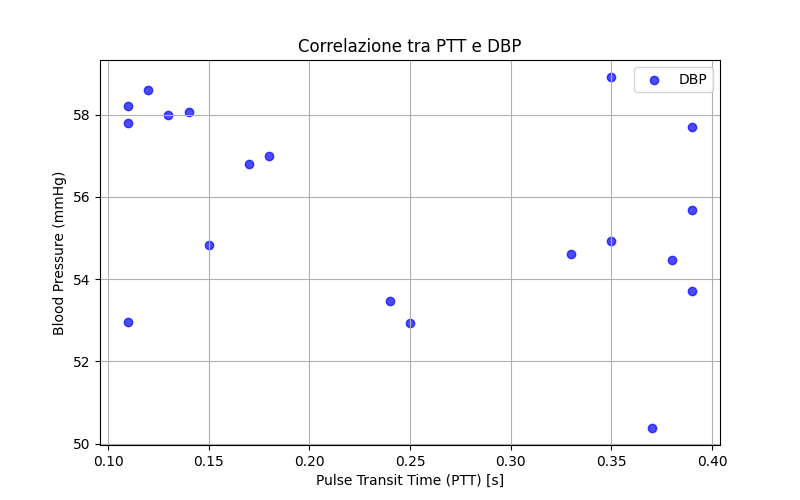 Correlazione tra PTT e DBP
DBP
Blood Pressure (mmHg)
58
56
54
52
50
0.10 0.15 0.20 0.25 0.30 0.35 0.40
Pulse Transit Time (PTT) [s]